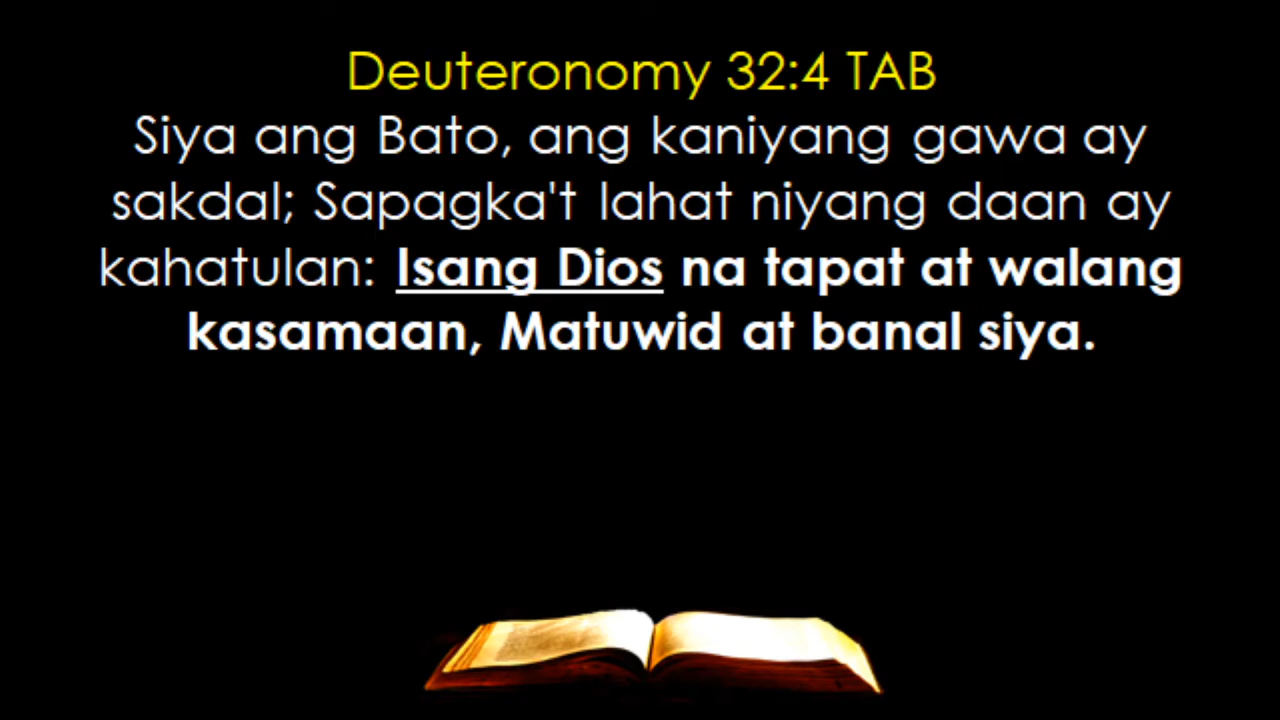 Deuteronomy 32:4 TAB
Siya ang Bato, ang kaniyang gawa ay
sakdal; Sapagka't lahat niyang daan ay
kahatulan: Isang Dios na tapat at walang
kasamaan, Matuwid at banal siya.